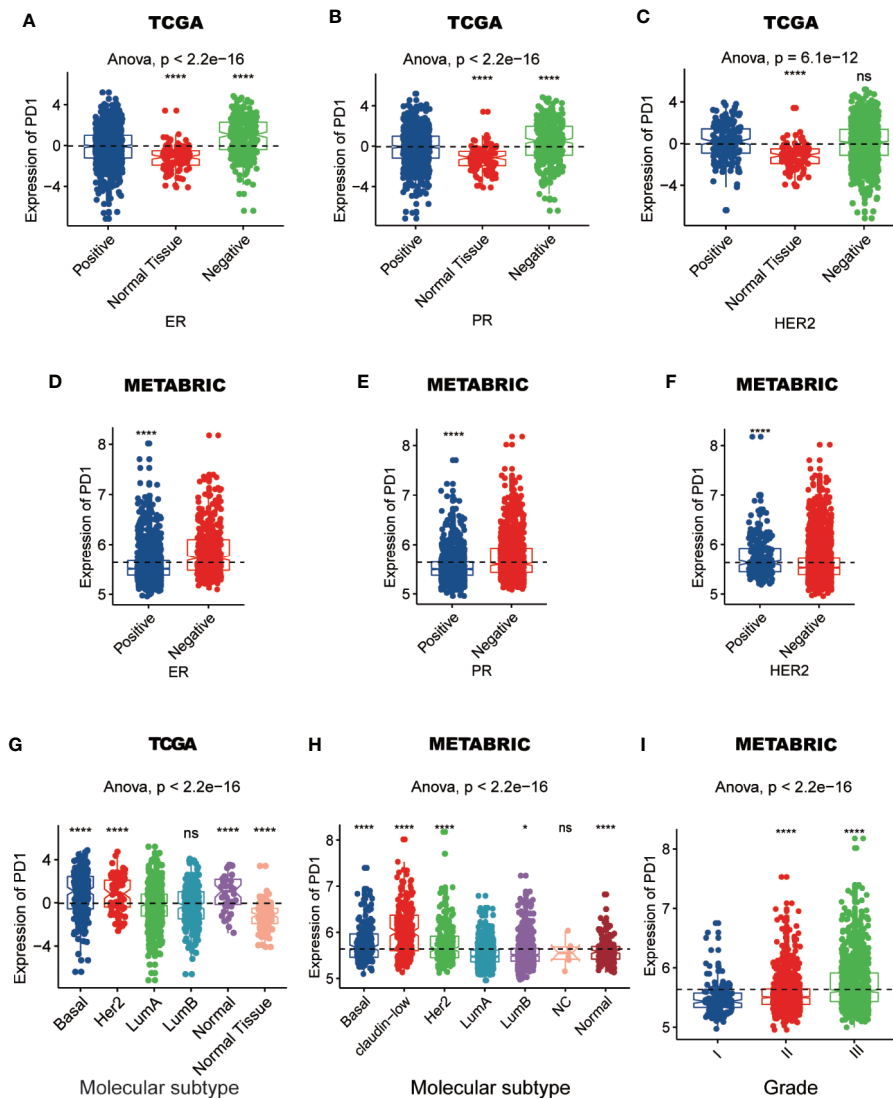 A
TCGA
Anova, p < 2.2e−16
**** ****
Expression of PD1
4
0
−4
Positive
Normal Tissue
Negative
ER
B
TCGA
Anova, p < 2.2e−16
**** ****
Expression of PD1
4
0
−4
Positive
Normal Tissue
Negative
PR
C
TCGA
Anova, p = 6.1e−12
**** ns
Expression of PD1
4
0
−4
Positive
Normal Tissue
Negative
HER2
D
METABRIC
****
Expression of PD1
8
7
6
5
Positive
Negative
ER
E
METABRIC
****
Expression of PD1
8
7
6
5
Positive
Negative
PR
F
METABRIC
****
Expression of PD1
8
7
6
5
Positive
Negative
HER2
G
TCGA
Anova, p < 2.2e−16
**** **** ns **** ****
Expression of PD1
4
0
−4
Basal
Her2
LumA
LumB
Normal
Normal Tissue
Molecular subtype
H
METABRIC
Anova, p < 2.2e−16
**** **** **** * ns ****
Expression of PD1
8
7
6
5
Basal
claudin−low
Her2
LumA
LumB
NC
Normal
Molecular subtype
I
METABRIC
Anova, p < 2.2e−16
**** ****
Expression of PD1
8
7
6
5
I
II
IIi
Grade